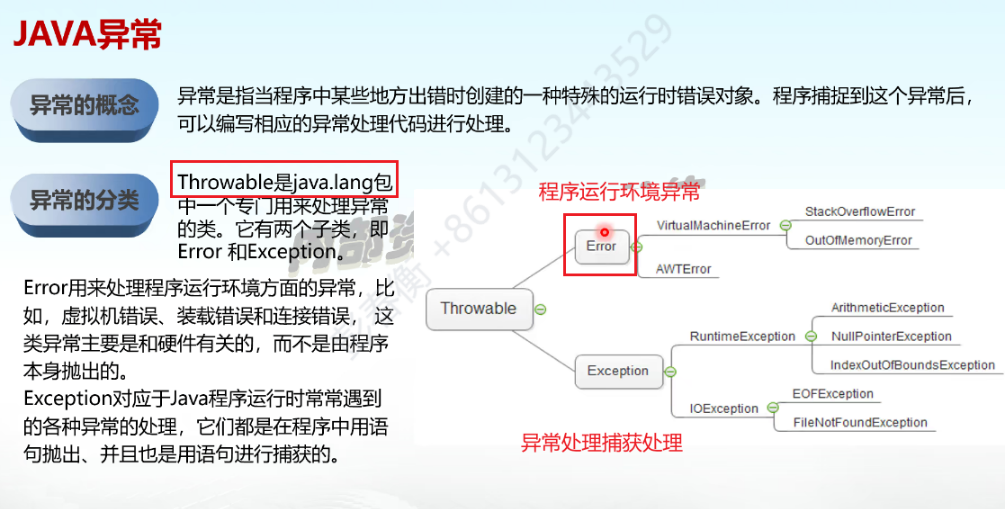 JAVA异常
异常的概念
异常是指当程序中某些地方出错时创建的一种特殊的运行时错误对象。程序捕捉到这个异常后，
可以编写相应的异常处理代码进行处理。
异常的分类
Throwable是java.lang包
中一个专门用来处理异常
的类。它有两个子类，即
Error 和Exception。
Error用来处理程序运行环境方面的异常，比
如，虚拟机错误、装载错误和连接错误， 这
类异常主要是和硬件有关的，而不是由程序
本身抛出的。
Exception对应于Java程序运行时常常遇到
的各种异常的处理，它们都是在程序中用语
句抛出、并且也是用语句进行捕获的。
程序运行环境异常
Throwable
Error
VirtualMachineError
StackOverflowError
OutOfMemoryError
AWTError
Exception
RuntimeException
ArithmeticException
NullPointerException
IndexOutOfBoundsException
IOException
EOFException
FileNotFoundException
异常处理捕获处理
内部资
+8613123443529